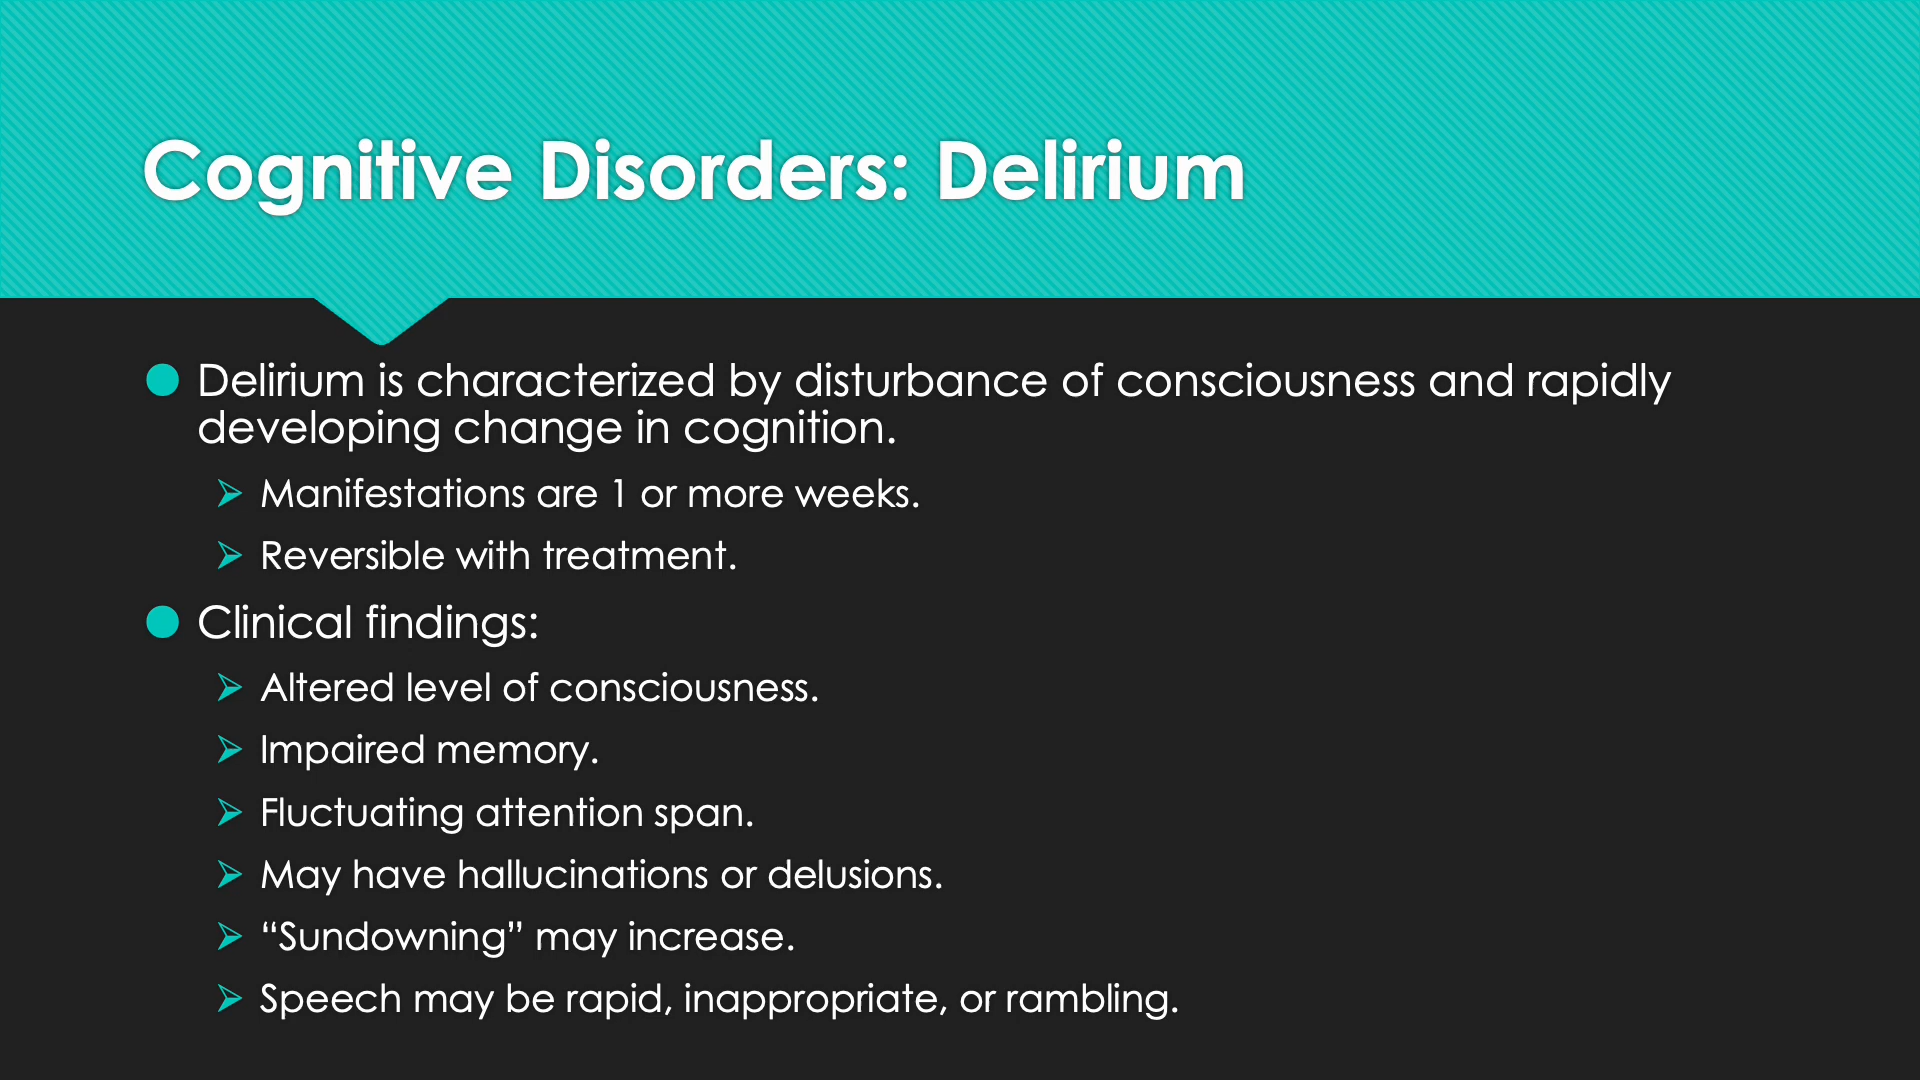 Cognitive Disorders: Delirium
Delirium is characterized by disturbance of consciousness and rapidly
developing change in cognition.
Manifestations are 1 or more weeks.
Reversible with treatment.
Clinical findings:
Altered level of consciousness.
Impaired memory.
Fluctuating attention span.
May have hallucinations or delusions.
“Sundowning” may increase.
Speech may be rapid, inappropriate, or rambling.